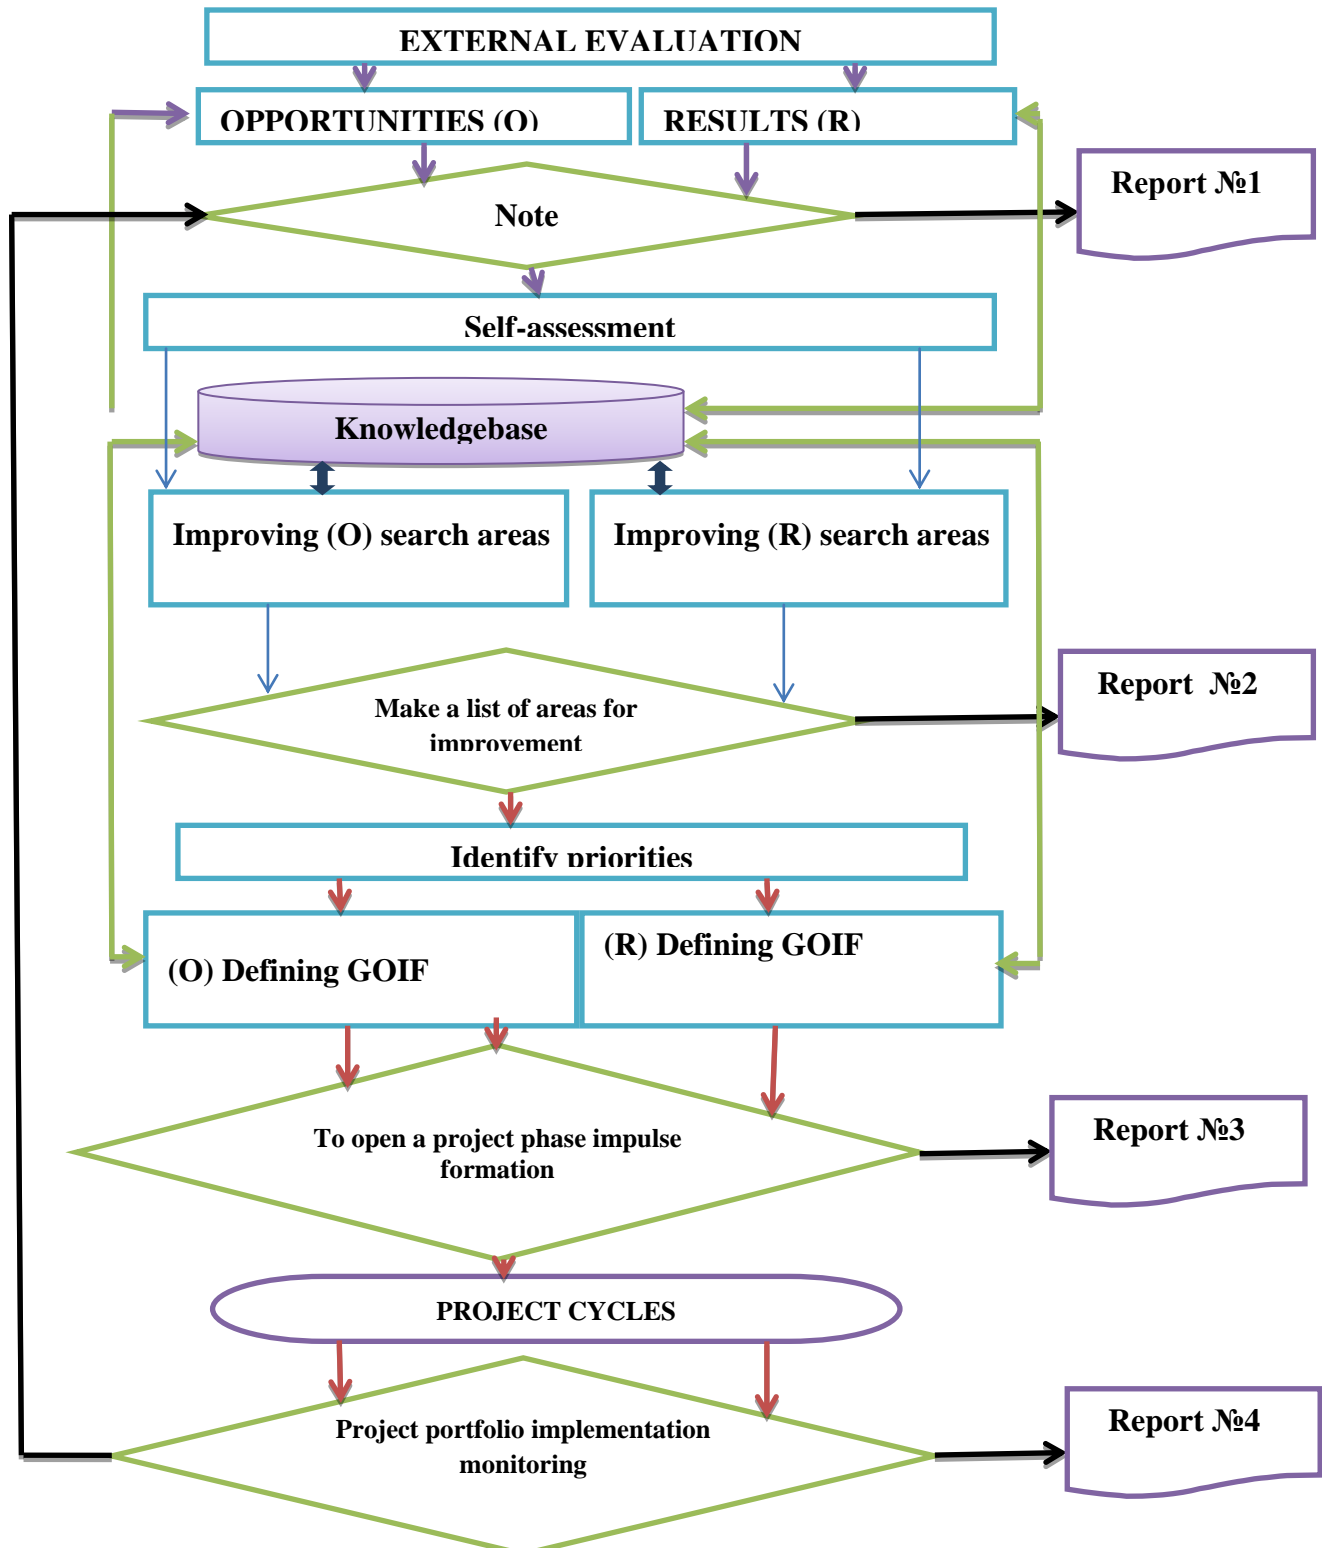 EXTERNAL EVALUATION
OPPORTUNITIES (O)
RESULTS (R)
Report №1
Note
Self-assessment
Knowledgebase
Improving (O) search areas
Improving (R) search areas
Report №2
Make a list of areas for
improvement
Identify priorities
(O) Defining GOIF
(R) Defining GOIF
To open a project phase impulse
formation
Report №3
PROJECT CYCLES
Project portfolio implementation
monitoring
Report №4